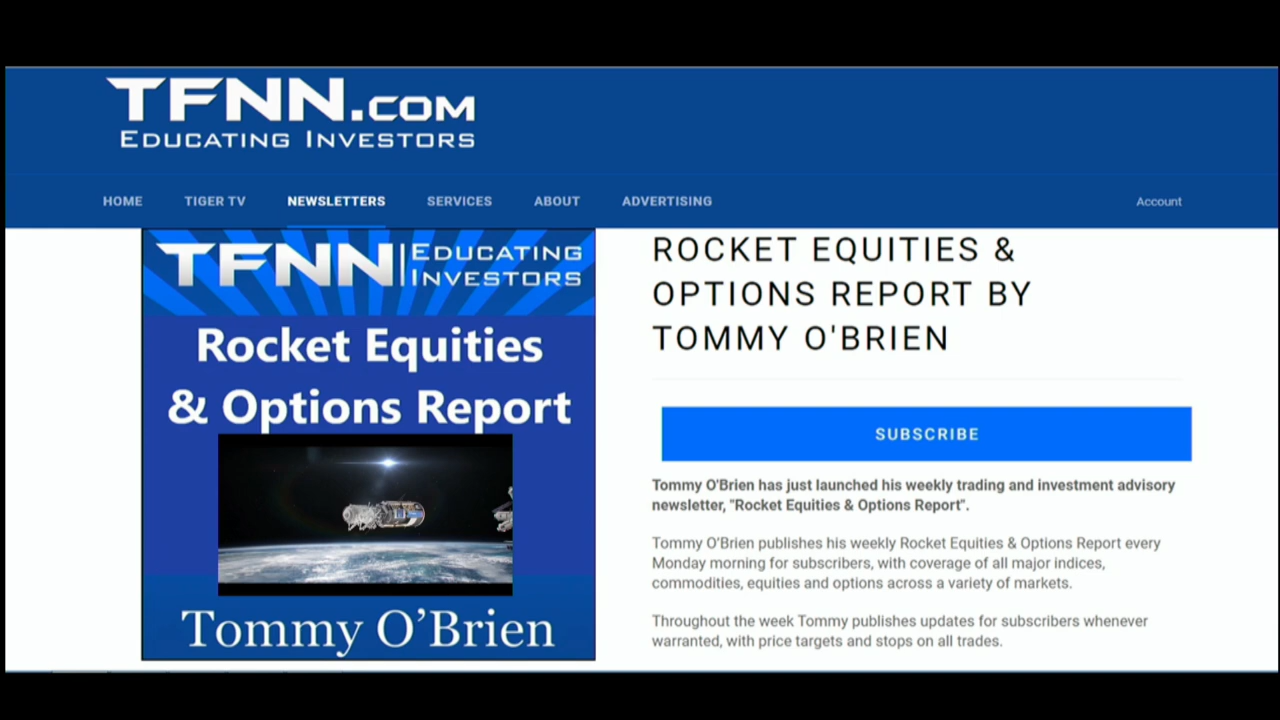 TFNN.COM
EDUCATING INVESTORS
HOME TIGER TV NEWSLETTERS SERVICES ABOUT ADVERTISING Account
TFNN | EDUCATING
INVESTORS
Rocket Equities
& Options Report
Tommy O’Brien
ROCKET EQUITIES &
OPTIONS REPORT BY
TOMMY O'BRIEN
SUBSCRIBE
Tommy O'Brien has just launched his weekly trading and investment advisory
newsletter, "Rocket Equities & Options Report".
Tommy O’Brien publishes his weekly Rocket Equities & Options Report every
Monday morning for subscribers, with coverage of all major indices,
commodities, equities and options across a variety of markets.
Throughout the week Tommy publishes updates for subscribers whenever
warranted, with price targets and stops on all trades.